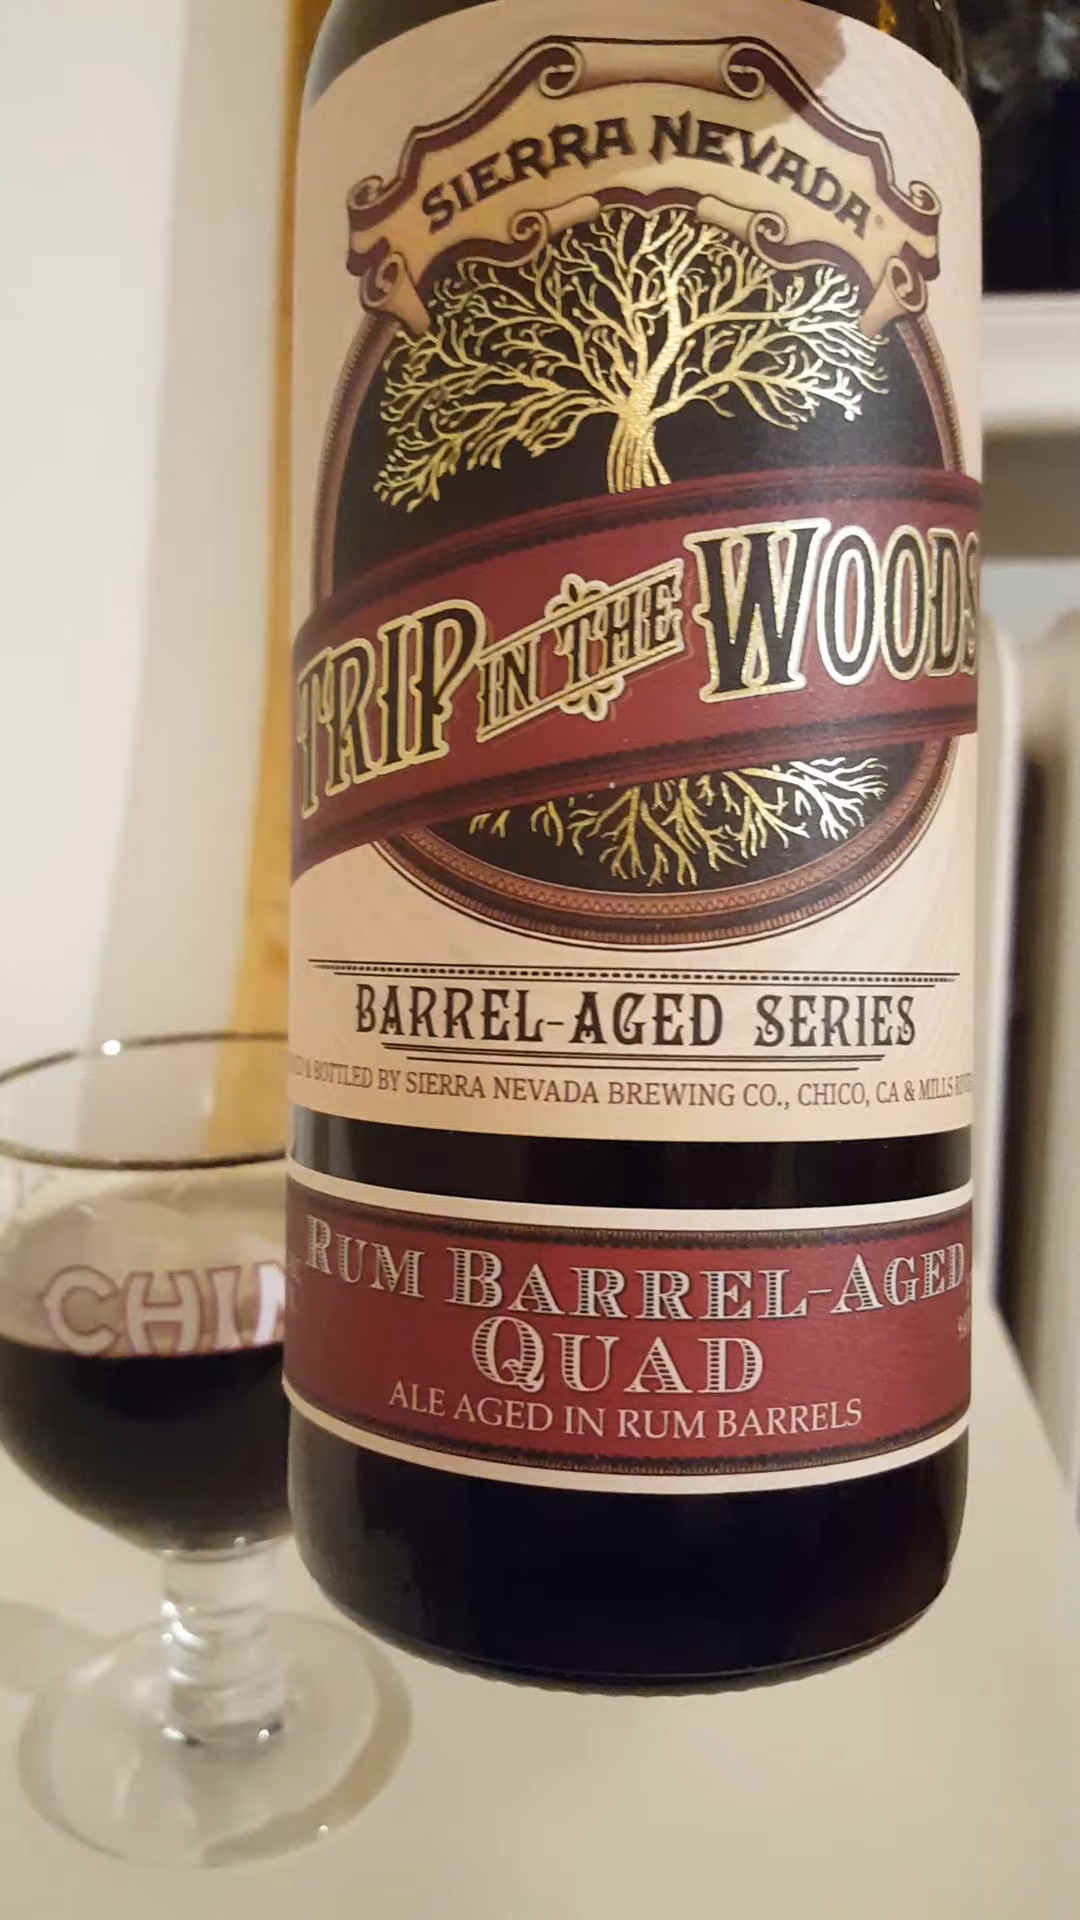 SIERRA NEVADA
TRIP IN THE WOODS
BARREL-AGED SERIES
& BOTTLED BY SIERRA NEVADA BREWING CO., CHICO, CA & MILLS
CHI
RUM BARREL-AGED
QUAD
ALE AGED IN RUM BARRELS